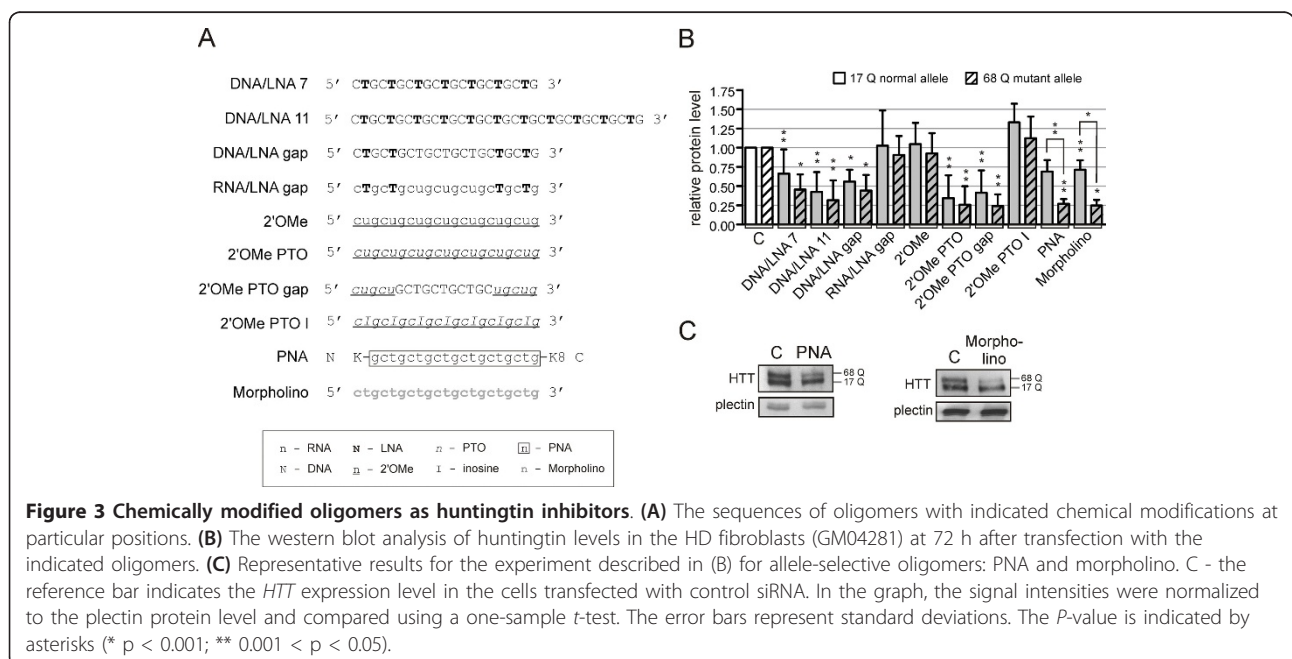 A
DNA/LNA 7 5' CTGCTGCTGCTGCTGCTGCTG 3'
DNA/LNA 11 5' CTGCTGCTGCTGCTGCTGCTGCTGCTGCTGCTG 3'
DNA/LNA gap 5' CTGCTGCTGCTGCTGCTGCTG 3'
RNA/LNA gap 5' cTgcTgcugcugcugcTgcTg 3'
2'OMe 5' cugcugcugcugcugcugcug 3'
2'OMe PTO 5' cugcugcugcugcugcugcug 3'
2'OMe PTO gap 5' cugcuGCTGCTGCTGCugcug 3'
2'OMe PTO I 5' cIgcIgcIgcIgcIgcIgcIg 3'
PNA N K-gctgctgctgctgctgctg-K8 C
Morpholino 5' ctgctgctgctgctgctgctg 3'
n - RNA N - LNA n - PTO n - PNA
N - DNA n - 2'OMe I - inosine n - Morpholino
B
17 Q normal allele 68 Q mutant allele
relative protein level
1.75
1.50
1.25
1.00
0.75
0.50
0.25
0.00
** * ** ** * * ** ** ** ** ** ** * ** * *
C
DNA/LNA 7
DNA/LNA 11
DNA/LNA gap
RNA/LNA gap
2'OMe
2'OMe PTO
2'OMe PTO gap
2'OMe PTO I
PNA
Morpholino
C
C PNA
HTT 68 Q
17 Q
plectin
C Morpho-
lino
HTT 68 Q
17 Q
plectin
Figure 3 Chemically modified oligomers as huntingtin inhibitors. (A) The sequences of oligomers with indicated chemical modifications at
particular positions. (B) The western blot analysis of huntingtin levels in the HD fibroblasts (GM04281) at 72 h after transfection with the
indicated oligomers. (C) Representative results for the experiment described in (B) for allele-selective oligomers: PNA and morpholino. C - the
reference bar indicates the HTT expression level in the cells transfected with control siRNA. In the graph, the signal intensities were normalized
to the plectin protein level and compared using a one-sample t-test. The error bars represent standard deviations. The P-value is indicated by
asterisks (* p < 0.001; ** 0.001 < p < 0.05).